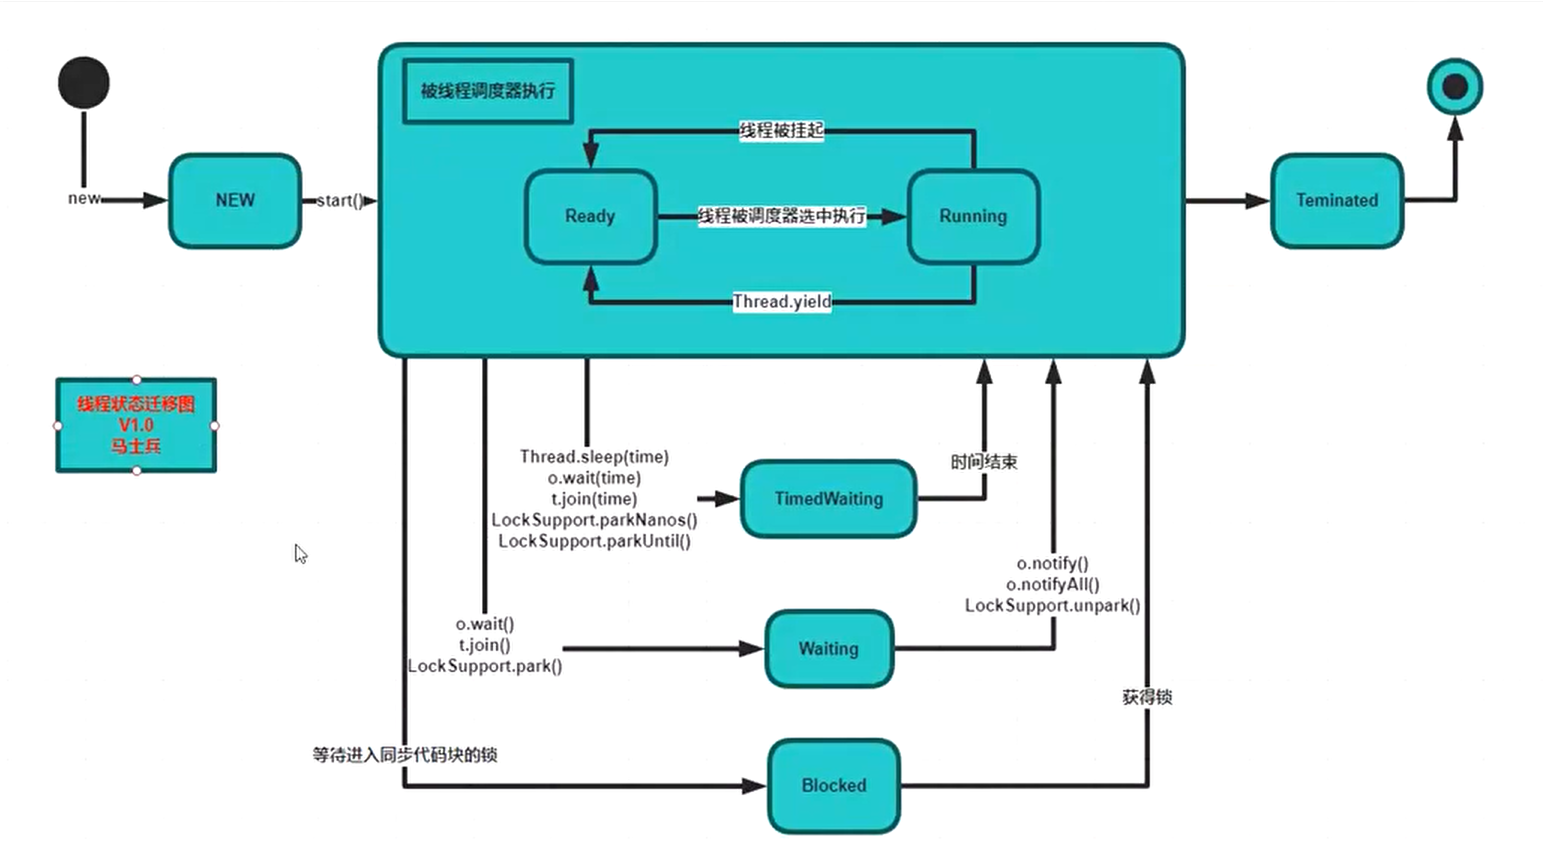 被线程调度器执行
线程被挂起
new
NEW
start()
Ready
线程被调度器选中执行
Running
Teminated
Thread.yield
线程状态迁移图
V1.0
马士兵
Thread.sleep(time)
o.wait(time)
t.join(time)
LockSupport.parkNanos()
LockSupport.parkUntil()
TimedWaiting
时间结束
o.notify()
o.notifyAll()
LockSupport.unpark()
o.wait()
t.join()
LockSupport.park()
Waiting
获得锁
等待进入同步代码块的锁
Blocked